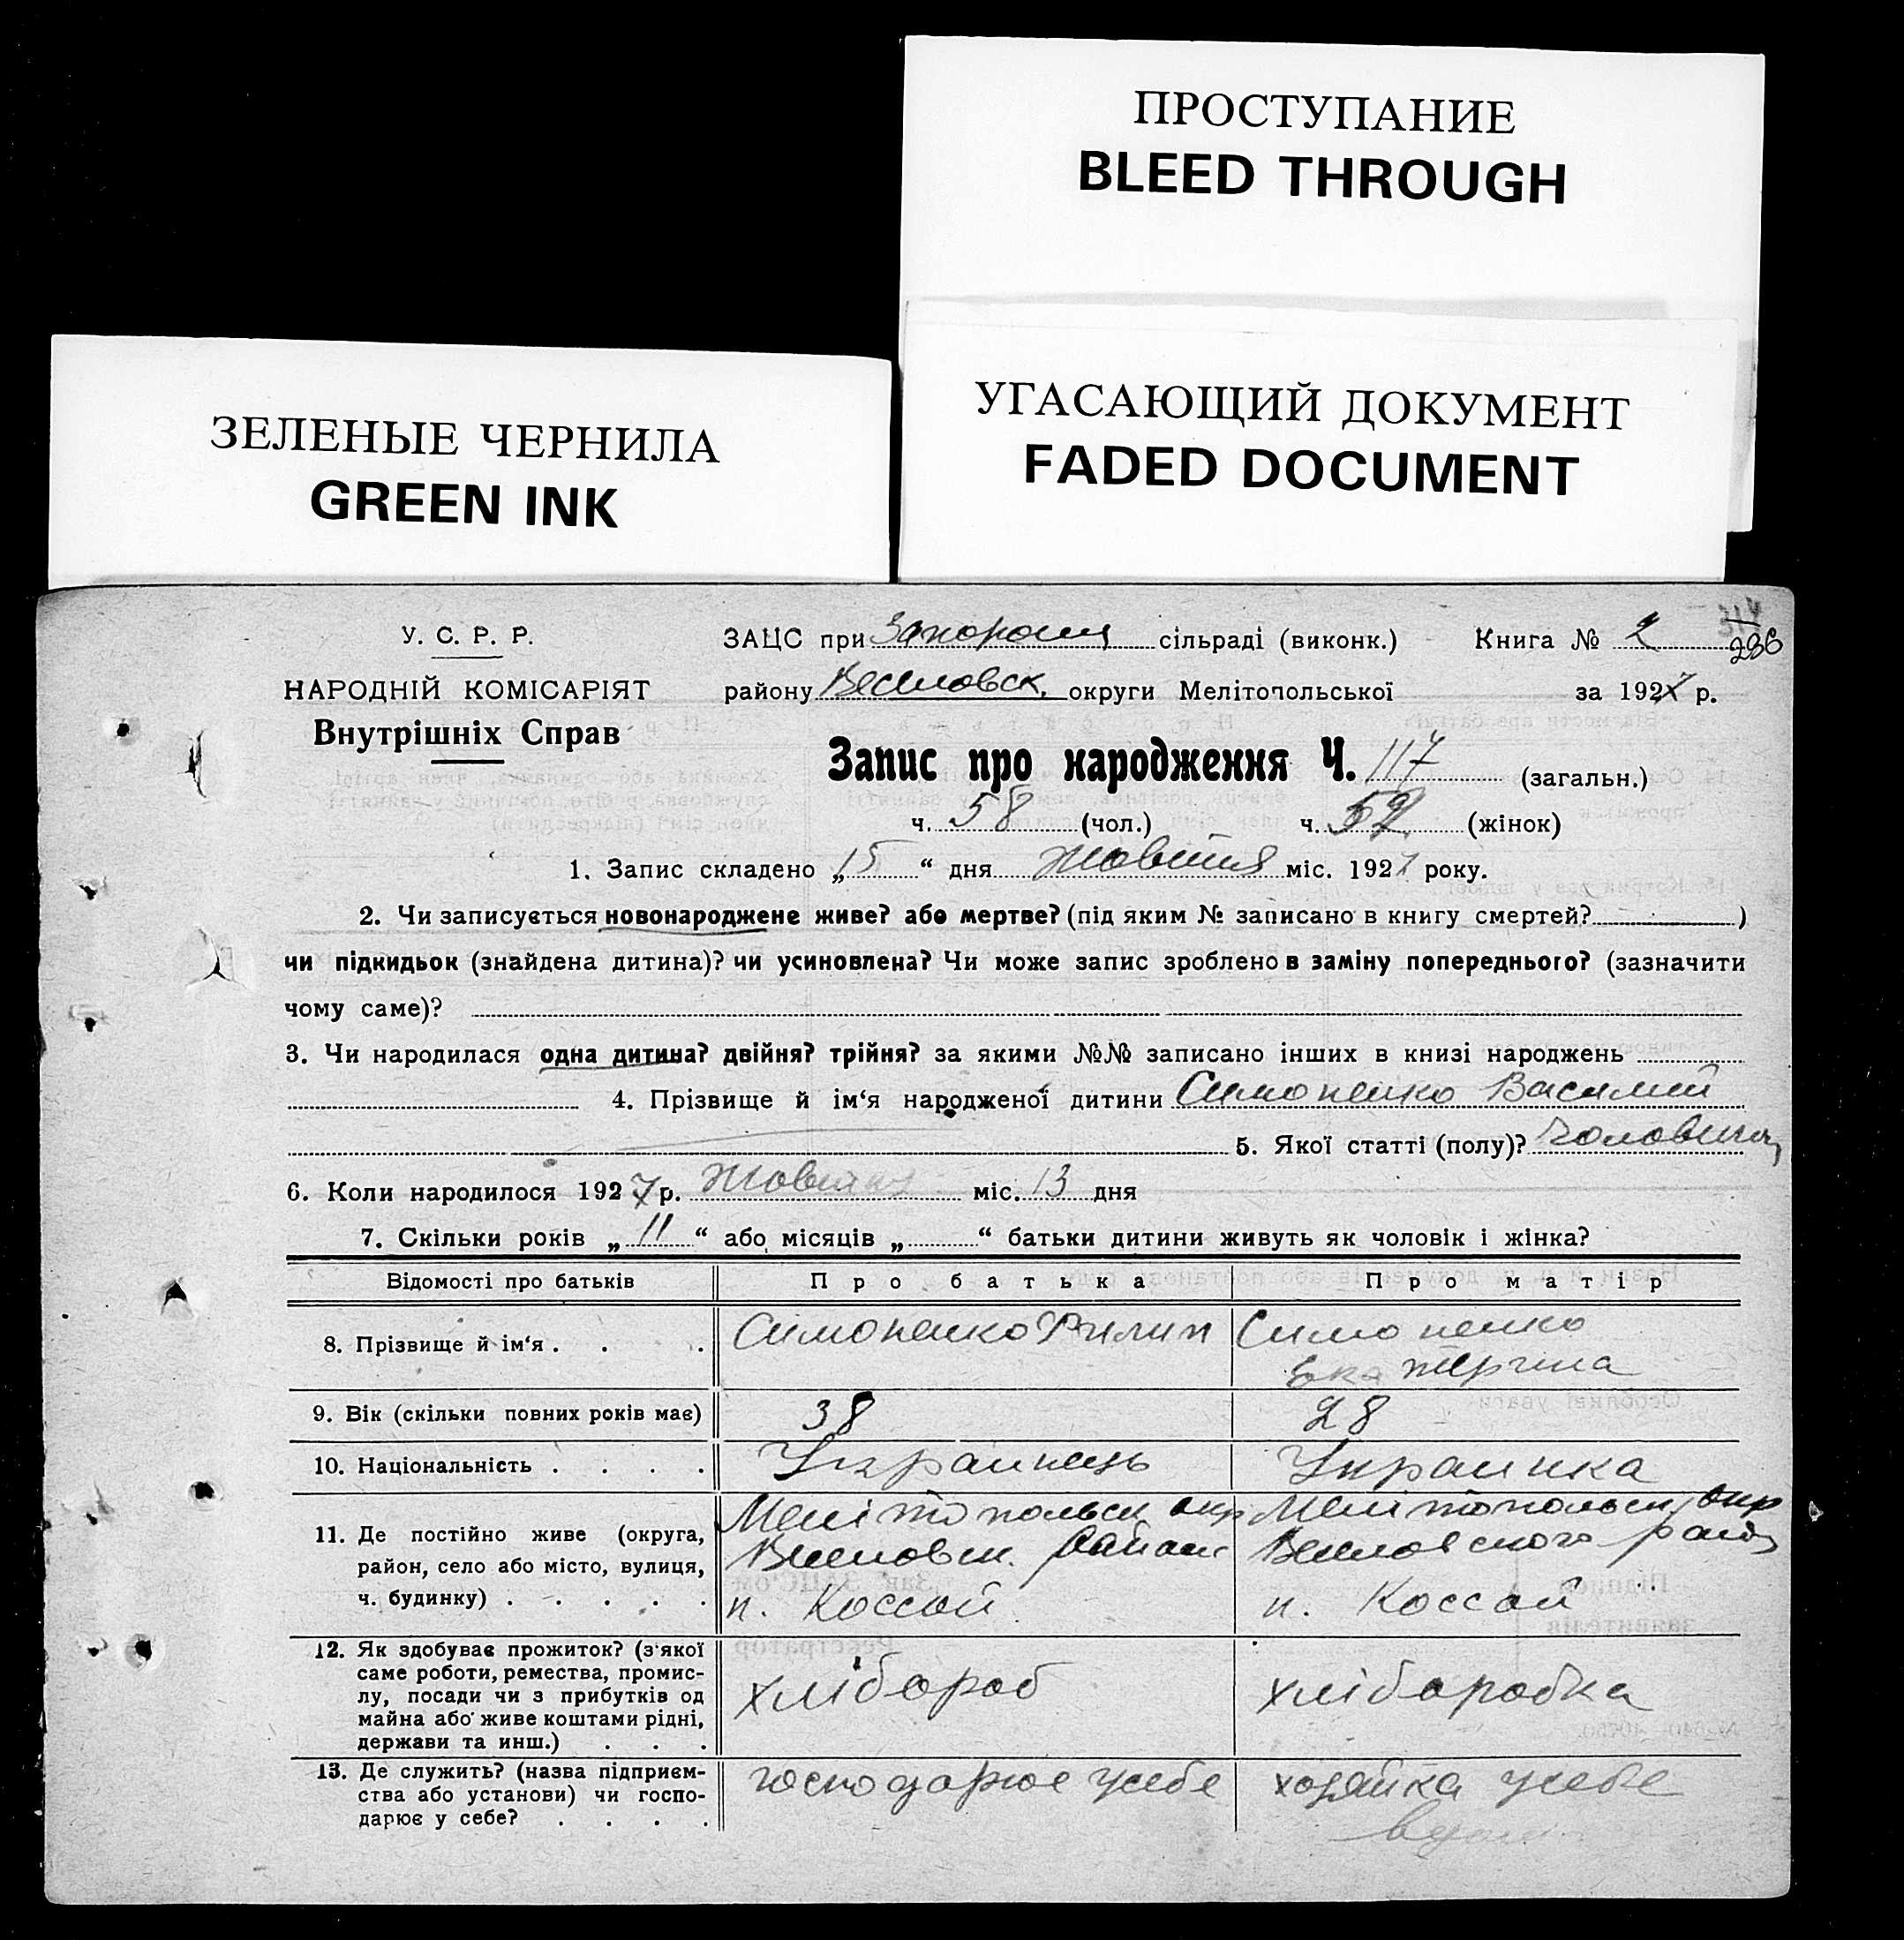 ПРОСТУПАНИЕ
BLEED THROUGH
УГАСАЮЩИЙ ДОКУМЕНТ
FADED DOCUMENT
ЗЕЛЕНЫЕ ЧЕРНИЛА
GREEN INK
У. С. Р. Р.
НАРОДНІЙ КОМІСАРІЯТ
Внутрішніх Справ
ЗАЦС при сільраді (виконк.) Книга № 2
236
району Веселовск. округи Мелітопольської за 1927 р.
Запис про народження Ч. 117 (загальн.)
ч. 58 (чол.) ч. 59 (жінок)
1. Запис складено „15“ дня Жовтня міс. 1927 року.
2. Чи записується новонароджене живе? або мертве? (під яким № записано в книгу смертей? )
чи підкидьок (знайдена дитина)? чи усиновлена? Чи може запис зроблено в заміну попереднього? (зазначити
чому саме)?
3. Чи народилася одна дитина? двійня? трійня? за якими №№ записано інших в книзі народжень
4. Прізвище й ім‘я народженої дитини Симоненко Василий
5. Якої статті (полу)?
6. Коли народилося 1927 р. Жовтня міс. 13 дня
7. Скільки років „11“ або місяців „ “ батьки дитини живуть як чоловік і жінка?
Відомості про батьків Про батька Про матір
8. Прізвище й ім‘я . . . Симоненко Филип Симоненко
Екатерина
9. Вік (скільки повних років має) 38 28
10. Національність . . . . Украинець Украинка
11. Де постійно живе (округа, Мелітопольск окр Мелітопольск окр
район, село або місто, вулиця, Веселовск. район Веселовского район
ч. будинку) . . . . . п. Коссой п. Коссой
12. Як здобуває прожиток? (з‘якої
саме роботи, ремества, промис-
лу, посади чи з прибутків од хлібороб хлібаробка
майна або живе коштами рідні,
держави та инш.) . . .
13. Де служить? (назва підприєм- господарює усебе хозяйка усебе
ства або установи) чи госпо-
дарює у себе? . . . .